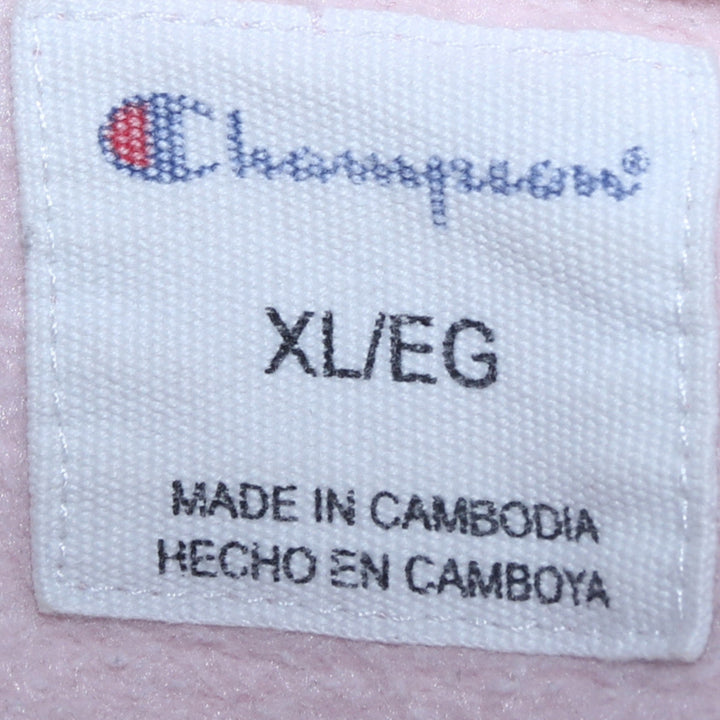 Champion®
XL/EG
MADE IN CAMBODIA
HECHO EN CAMBOYA